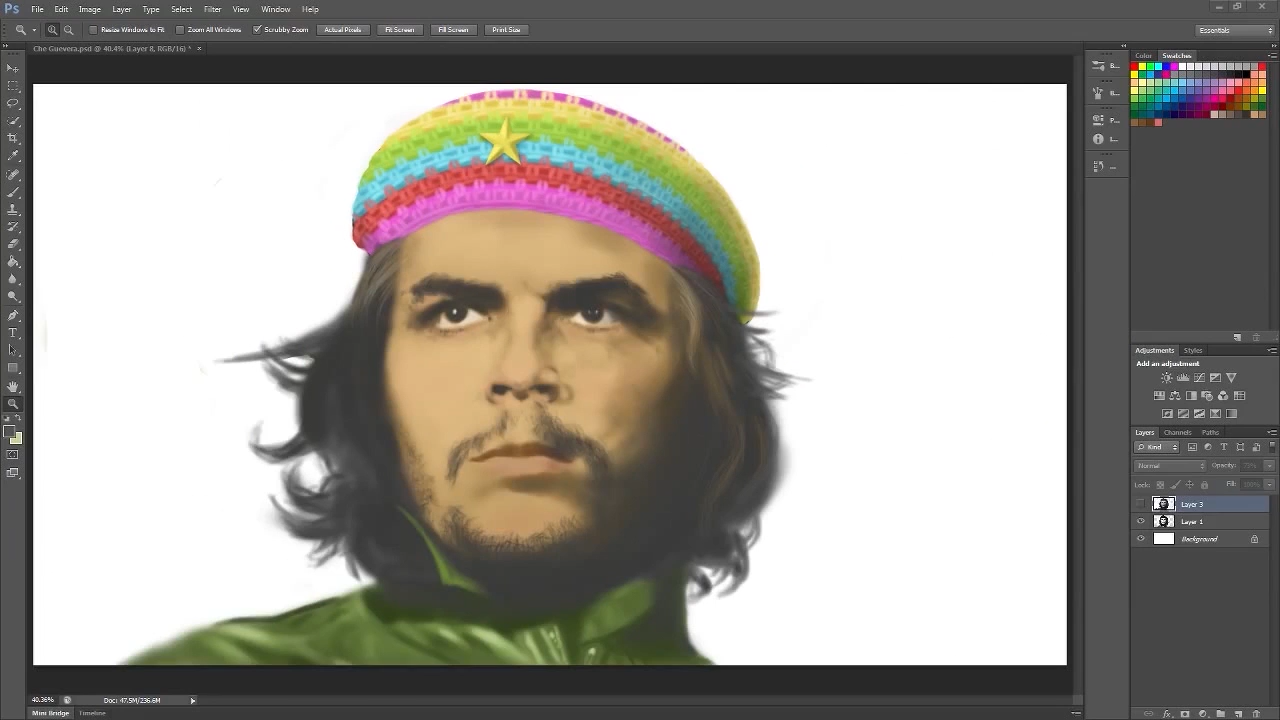 Ps File Edit Image Layer Type Select Filter View Window Help
Resize Windows to Fit Zoom All Windows Scrubby Zoom Actual Pixels Fit Screen Fill Screen Print Size Essentials
Che Guevera.psd @ 40.4% (Layer 8, RGB/16) * ×
Color Swatches
B...
B...
P...
L...
Adjustments Styles
Add an adjustment
Layers Channels Paths
Kind
Normal Opacity:
Lock: Fill:
Layer 3
Layer 1
Background
40.36% Doc: 47.5M/236.6M
Mini Bridge Timeline